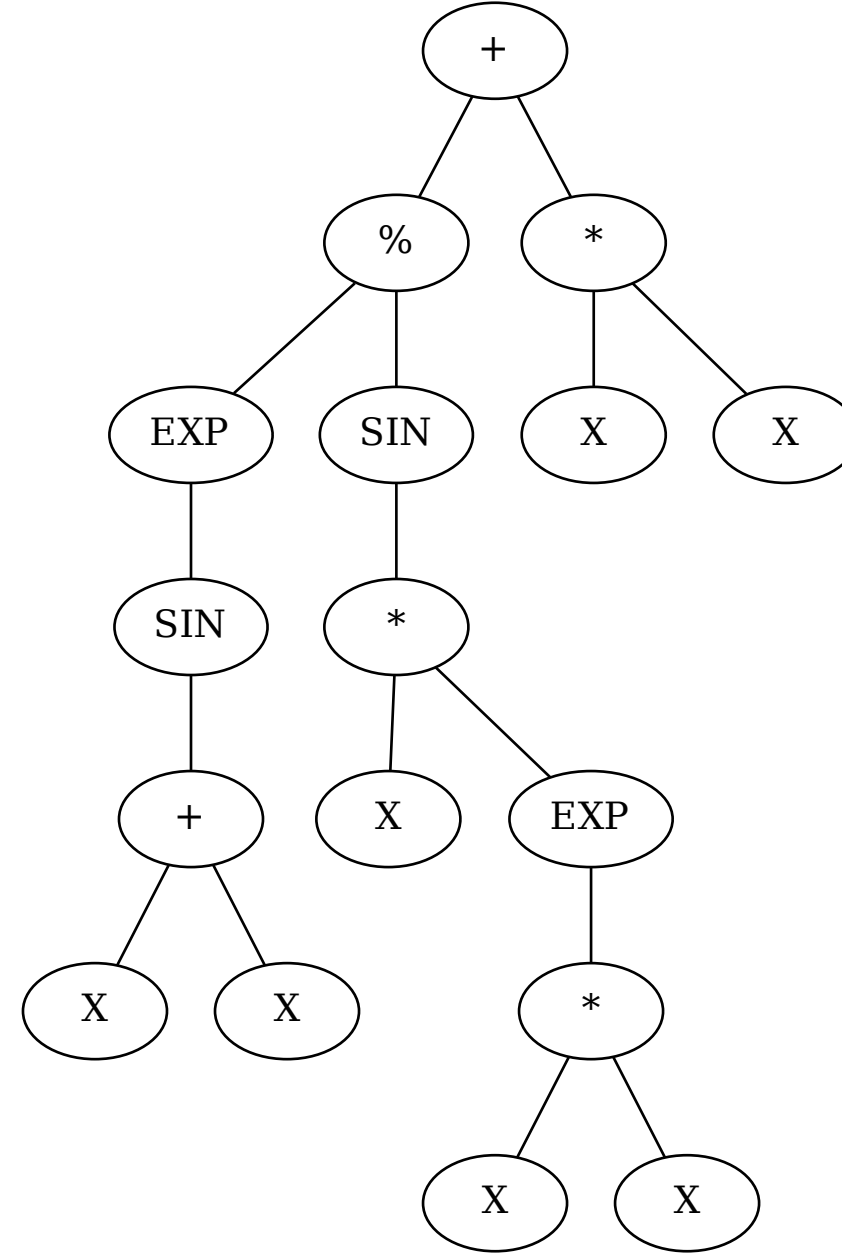 +
% *
EXP SIN X X
SIN *
+ X EXP
X X *
X X